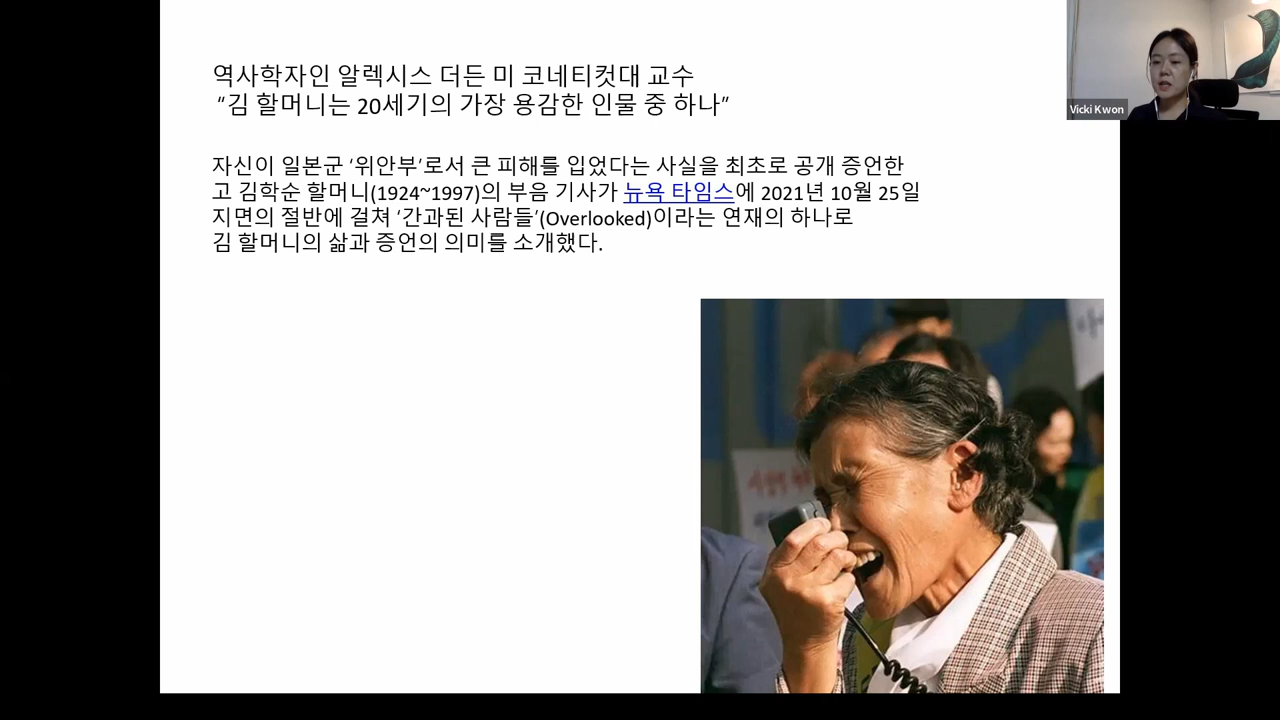 역사학자인 알렉시스 더든 미 코네티컷대 교수
“김 할머니는 20세기의 가장 용감한 인물 중 하나”
자신이 일본군 ‘위안부’로서 큰 피해를 입었다는 사실을 최초로 공개 증언한
고 김학순 할머니(1924~1997)의 부음 기사가 뉴욕 타임스에 2021년 10월 25일
지면의 절반에 걸쳐 ‘간과된 사람들’(Overlooked)이라는 연재의 하나로
김 할머니의 삶과 증언의 의미를 소개했다.
Vicki Kwon